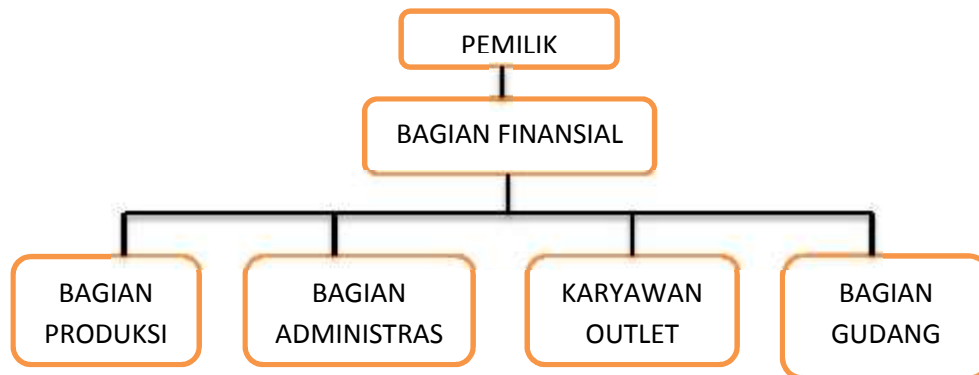 PEMILIK
BAGIAN FINANSIAL
BAGIAN
PRODUKSI
BAGIAN
ADMINISTRAS
KARYAWAN
OUTLET
BAGIAN
GUDANG